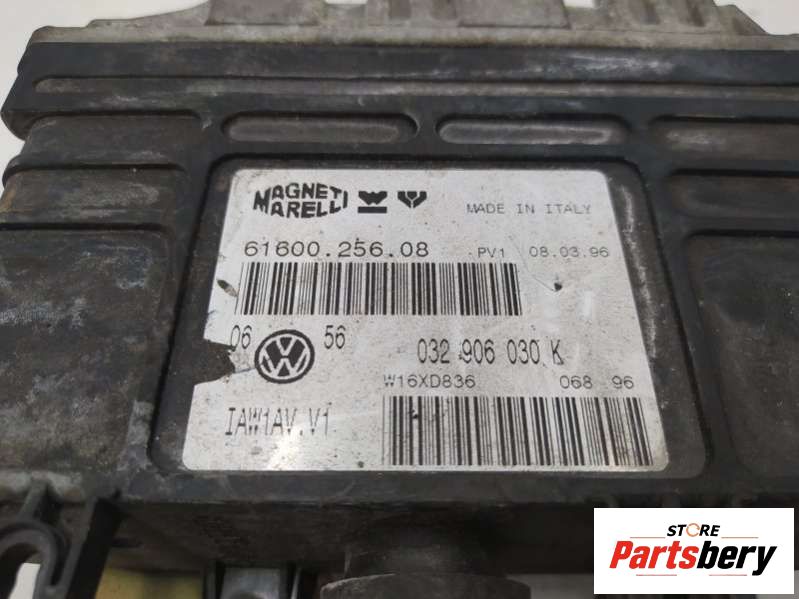 MAGNETI
MARELLI
MADE IN ITALY
61600.256.08 PV1 08.03.96
06 56
032 906 030 K
W16XD836 068 96
IAW1AV.V1
STORE
Partsbery